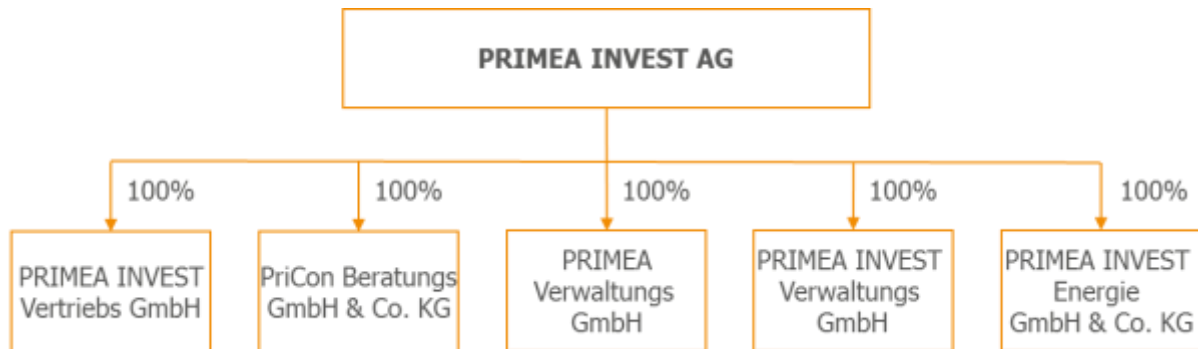 PRIMEA INVEST AG
100%
100%
100%
100%
100%
PRIMEA INVEST
Vertriebs GmbH
PriCon Beratungs
GmbH & Co. KG
PRIMEA
Verwaltungs
GmbH
PRIMEA INVEST
Verwaltungs
GmbH
PRIMEA INVEST
Energie
GmbH & Co. KG